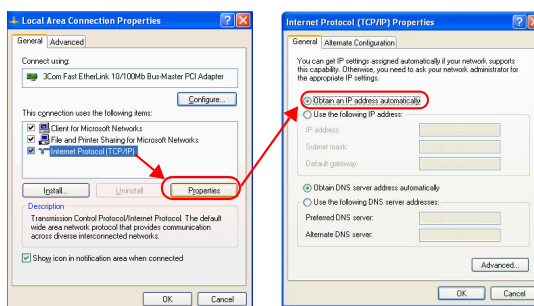 Local Area Connection Properties
General Advanced
Connect using:
3Com Fast EtherLink 10/100Mb Bus-Master PCI Adapter
Configure...
This connection uses the following items:
Client for Microsoft Networks
File and Printer Sharing for Microsoft Networks
Internet Protocol (TCP/IP)
Install... Uninstall Properties
Description
Transmission Control Protocol/Internet Protocol. The default
wide area network protocol that provides communication
across diverse interconnected networks.
Show icon in notification area when connected
OK Cancel
Internet Protocol (TCP/IP) Properties
General Alternate Configuration
You can get IP settings assigned automatically if your network supports
this capability. Otherwise, you need to ask your network administrator for
the appropriate IP settings.
Obtain an IP address automatically
Use the following IP address:
IP address:
Subnet mask:
Default gateway:
Obtain DNS server address automatically
Use the following DNS server addresses:
Preferred DNS server:
Alternate DNS server:
Advanced...
OK Cancel